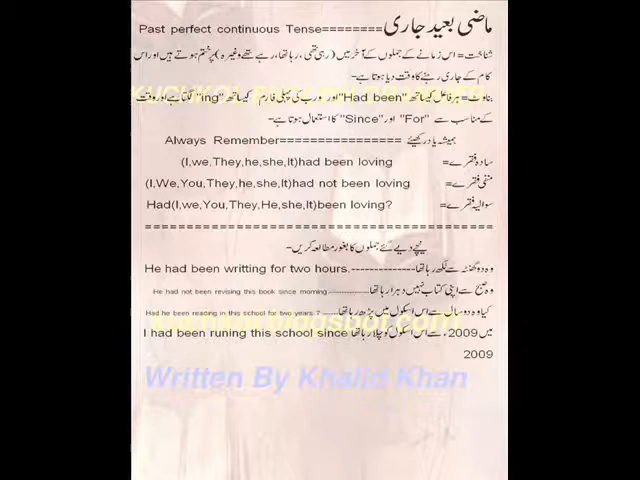 Past perfect continuous Tense======== ماضی بعید جاری
شناخت= اس زمانے کے جملوں کے آخر میں (رہی تھی، رہا تھا، رہے تھے وغیرہ) پر ختم ہوتے ہیں اور اس
کام کے جاری رہنے کا وقت دیا ہوتا ہے-
بناوٹ= ہر فاعل کیساتھ "Had been" اور ورب کی پہلی فارم کیساتھ "ing" لگتا ہے اور وقت
کے مناسب سے "For" اور "Since" کا استعمال ہوتا ہے-
Always Remember================ ہمیشہ یاد رکھیئے
سادہ فقرے= (I,we,They,he,she,It)had been loving
منفی فقرے= (I,We,You,They,he,she,It)had not been loving
سوالیہ فقرے= Had(I,we,You,They,He,she,It)been loving?
========================================
نیچے دیے گئے جملوں کا بغور مطالعہ کریں-
He had been writting for two hours.-------------- وہ دو گھنٹہ سے لکھ رہا تھا
He had not been revising this book since morning ---------------- وہ صبح سے اپنی کتاب نہیں دہرا رہا تھا
Had he been reading in this school for two years ? ---- کیا وہ دو سال سے اس اسکول میں پڑھ رہا تھا
I had been runing this school since میں 2009ء سے اس اسکول کو چلا رہا تھا
2009
Written By Khalid Khan